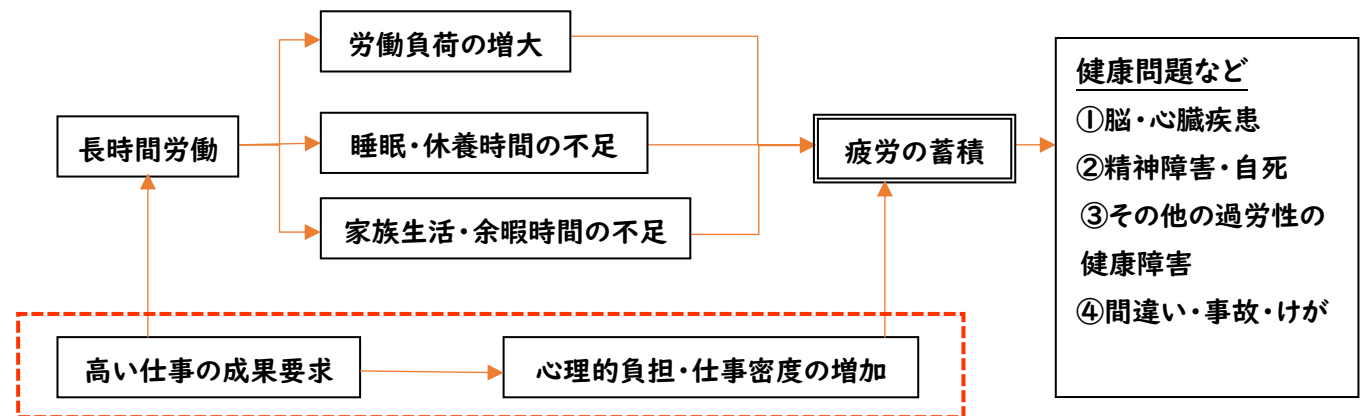 労働負荷の増大
長時間労働
睡眠・休養時間の不足
家族生活・余暇時間の不足
疲労の蓄積
健康問題など
①脳・心臓疾患
②精神障害・自死
③その他の過労性の
健康障害
④間違い・事故・けが
高い仕事の成果要求
心理的負担・仕事密度の増加